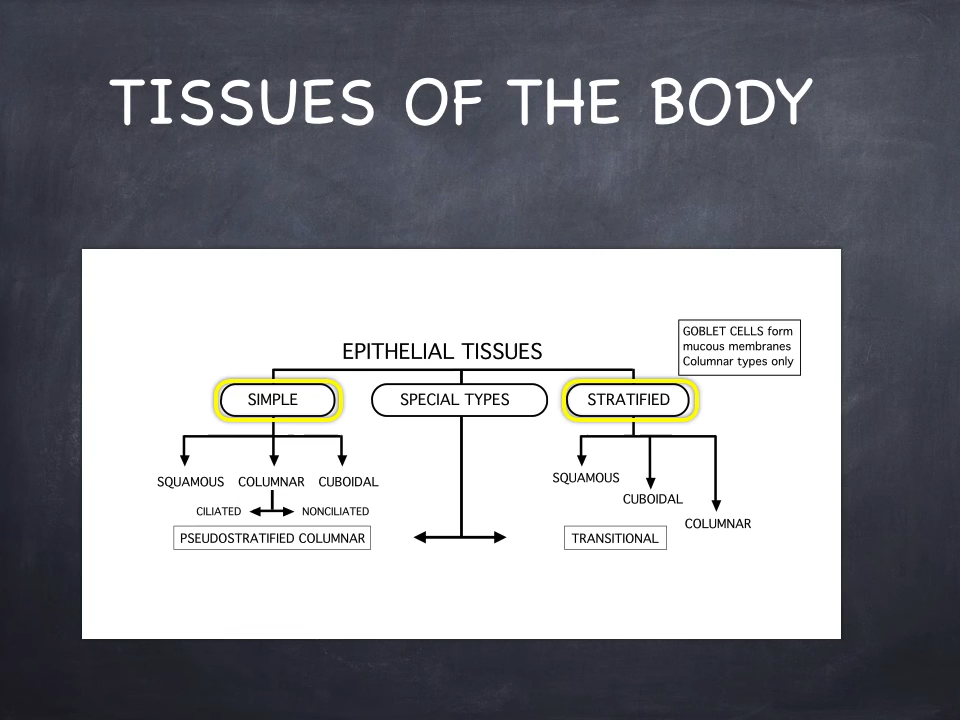 TISSUES OF THE BODY
GOBLET CELLS form
mucous membranes
Columnar types only
EPITHELIAL TISSUES
SIMPLE
SPECIAL TYPES
STRATIFIED
SQUAMOUS
COLUMNAR
CUBOIDAL
SQUAMOUS
CUBOIDAL
COLUMNAR
CILIATED
NONCILIATED
PSEUDOSTRATIFIED COLUMNAR
TRANSITIONAL